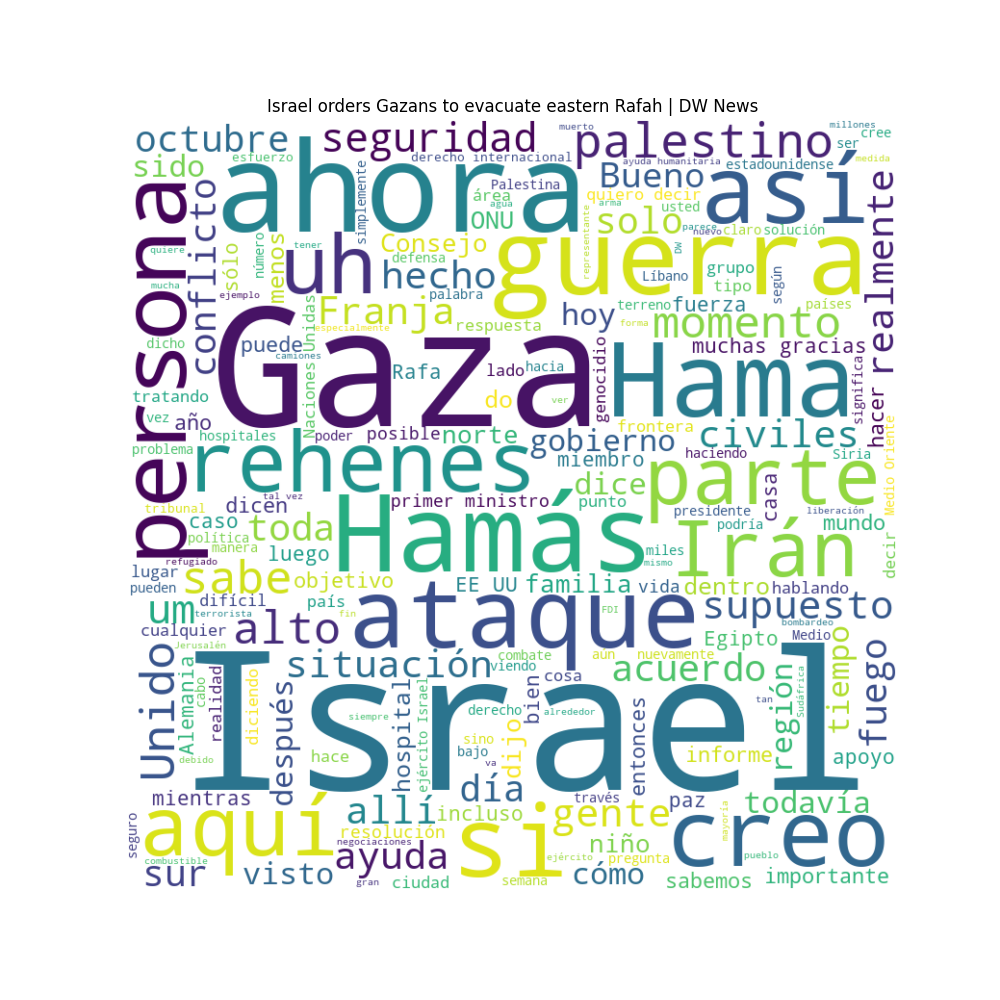 Israel orders Gazans to evacuate eastern Rafah | DW News
octubre
seguridad
muerto
palestino
millones
cree
ser
sido
esfuerzo
ahora
derecho internacional
ayuda humanitaria
estadounidense
medida
Bueno
así
persona
conflicto
simplemente
Palestina
área
agua
quiero decir
arma
usted
realmente
ONU
solo
parece
nuevo
claro
solución
quiere
sólo
número
menos
tener
uh
Consejo
defensa
hecho
guerra
representante
DW
Líbano
grupo
tipo
según
países
mucha
ejemplo
palabra
Franja
especialmente
respuesta
hoy
terreno
fuerza
momento
forma
dicho
puede
camiones
Naciones Unidas
Gaza
Rafa
lado
hacia
genocidio
Hama
muchas gracias
significa
hacer
tratando
vez
año
do
ver
frontera
hospitales
poder
posible
norte
gobierno
civiles
problema
rehenes
miembro
haciendo
Siria
Medio Oriente
tal vez
dicen
primer ministro
dice
punto
parte
casa
presidente
liberación
tribunal
caso
toda
Hamás
podría
mundo
política
manera
luego
miles
mismo
Irán
decir
refugiado
lugar
pueden
sabe
objetivo
EE UU
familia
vida
dentro
hablando
um
difícil
país
terrorista
fin
ataque
FDI
supuesto
bombardeo
cualquier
alto
Egipto
Medio
tiempo
Jerusalén
Unido
Alemania
cabo
realidad
diciendo
situación
combate
viendo
aún
nuevamente
acuerdo
región
Sudáfrica
fuego
después
hospital
ejército Israel
bien
cosa
tan
siempre
derecho
alrededor
Israel
debido
hace
sino
bajo
va
dijo
entonces
informe
apoyo
mientras
día
través
paz
todavía
seguro
aquí
allí
incluso
resolución
negociaciones
si
gente
niño
mayoría
creo
combustible
ayuda
ejército
pregunta
pueblo
sur
visto
gran
ciudad
semana
cómo
sabemos
importante